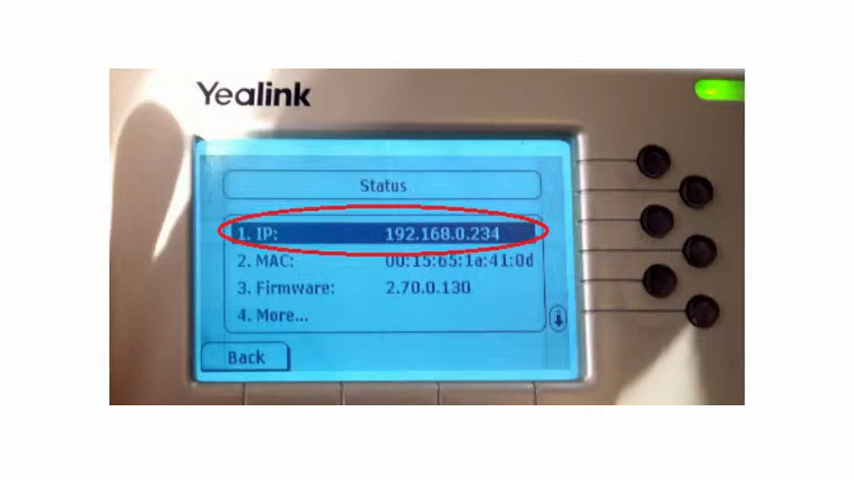 Yealink
Status
1. IP: 192.168.0.234
2. MAC: 00:15:65:1a:41:0d
3. Firmware: 2.70.0.130
4. More...
Back